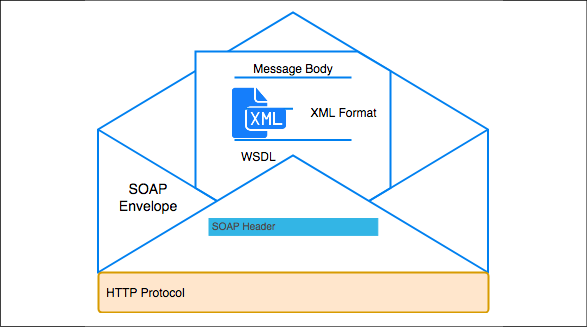 Message Body
XML
XML Format
WSDL
SOAP
Envelope
SOAP Header
HTTP Protocol